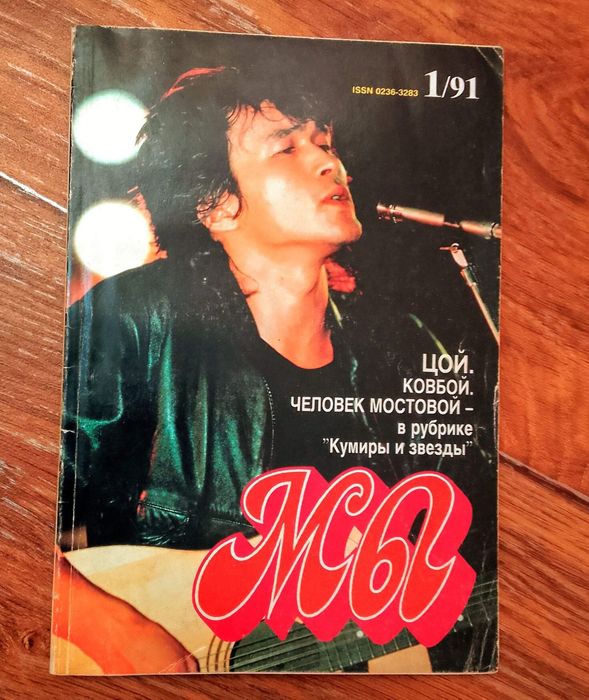 ISSN 0236-3283 1/91
ЦОЙ.
КОВБОЙ.
ЧЕЛОВЕК МОСТОВОЙ –
в рубрике
"Кумиры и звезды"
МЫ